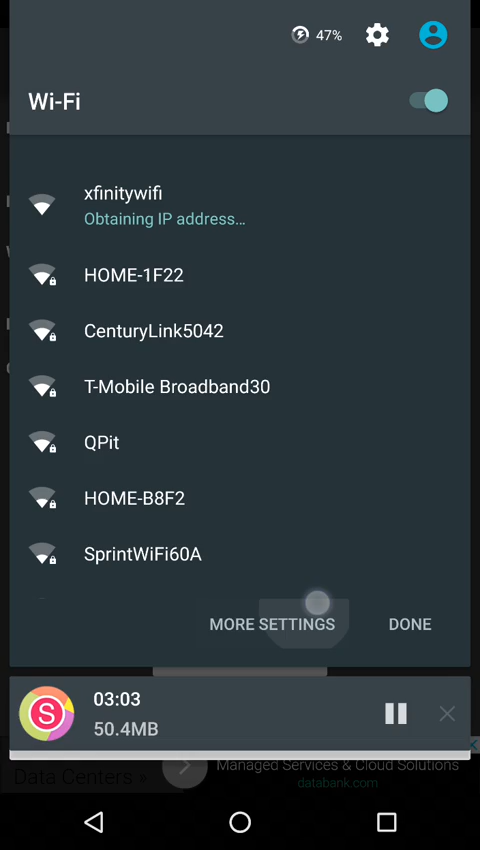 47%
Wi-Fi
xfinitywifi
Obtaining IP address…
HOME-1F22
CenturyLink5042
T-Mobile Broadband30
QPit
HOME-B8F2
SprintWiFi60A
MORE SETTINGS
DONE
S
03:03
50.4MB
Managed Services & Cloud Solutions
Data Centers »
databank.com